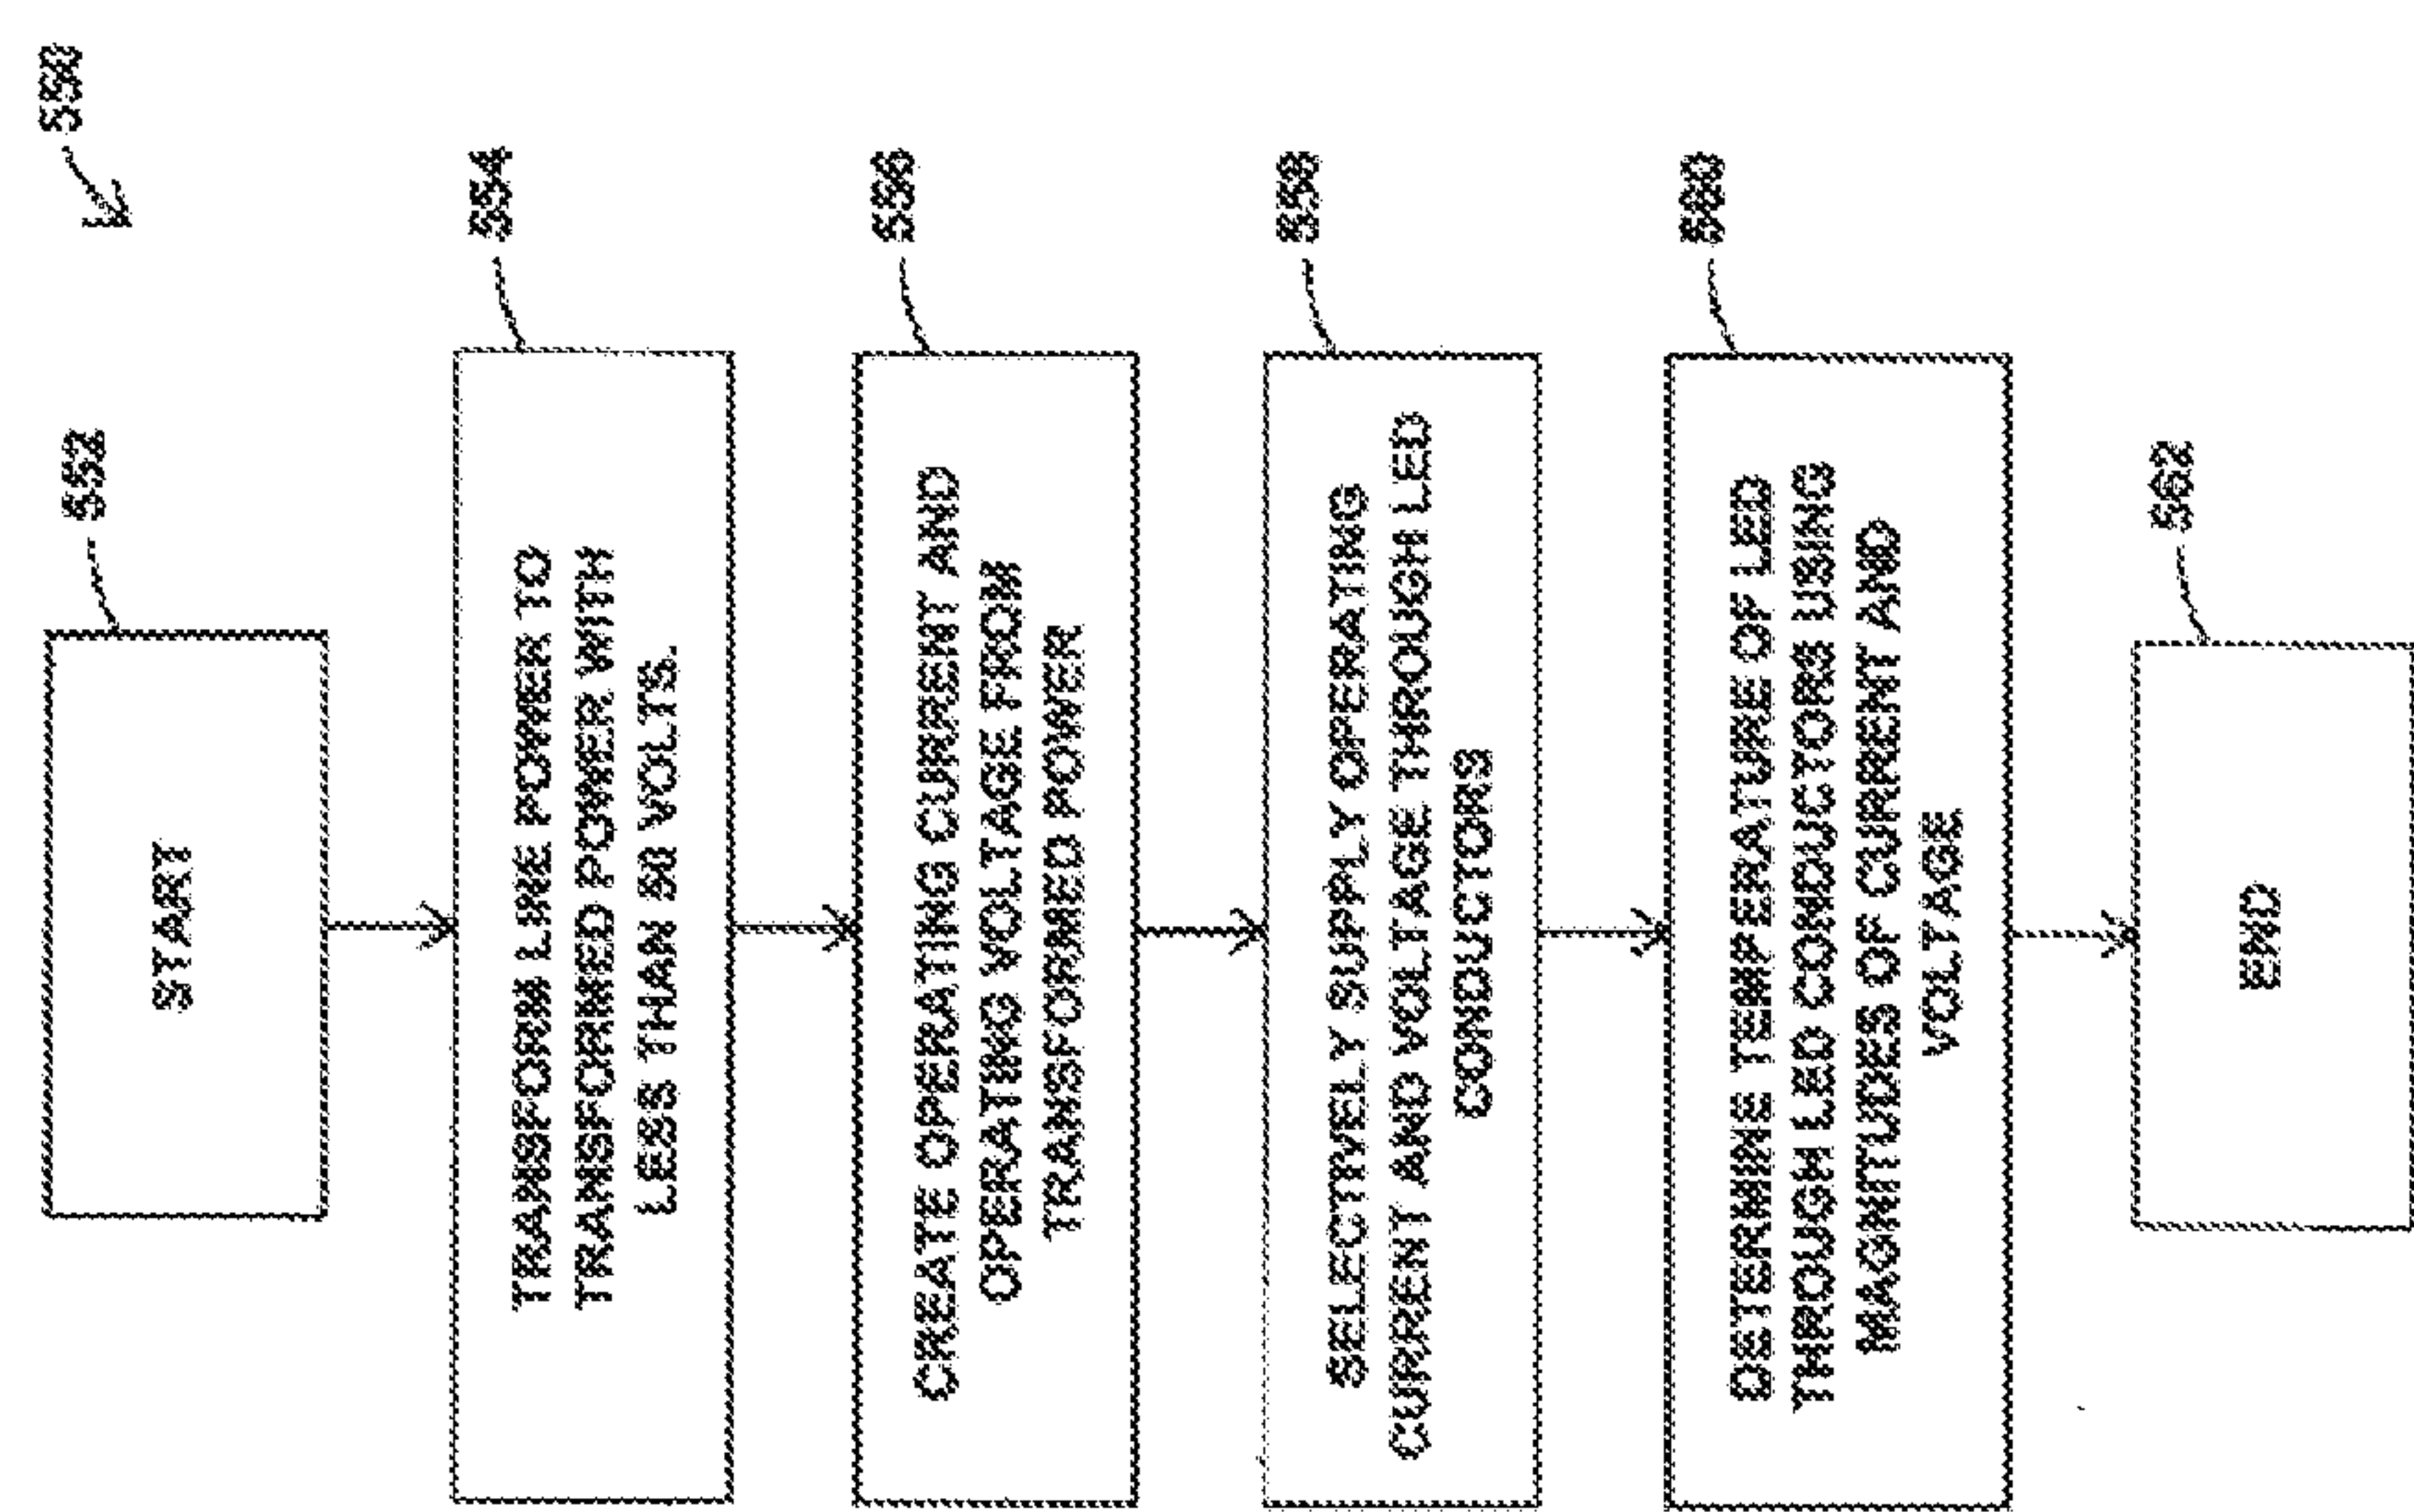 550
552
START
554
TRANSFORM LINE POWER TO
TRANSFORMED POWER WITH
LESS THAN 50 VOLTS.
556
CREATE OPERATING CURRENT AND
OPERATING VOLTAGE FROM
TRANSFORMED POWER
558
SELECTIVELY SUPPLY OPERATING
CURRENT AND VOLTAGE THROUGH LED
CONDUCTORS
560
DETERMINE TEMPERATURE OF LED
THROUGH LED CONDUCTORS USING
MAGNITUDES OF CURRENT AND
VOLTAGE
562
END